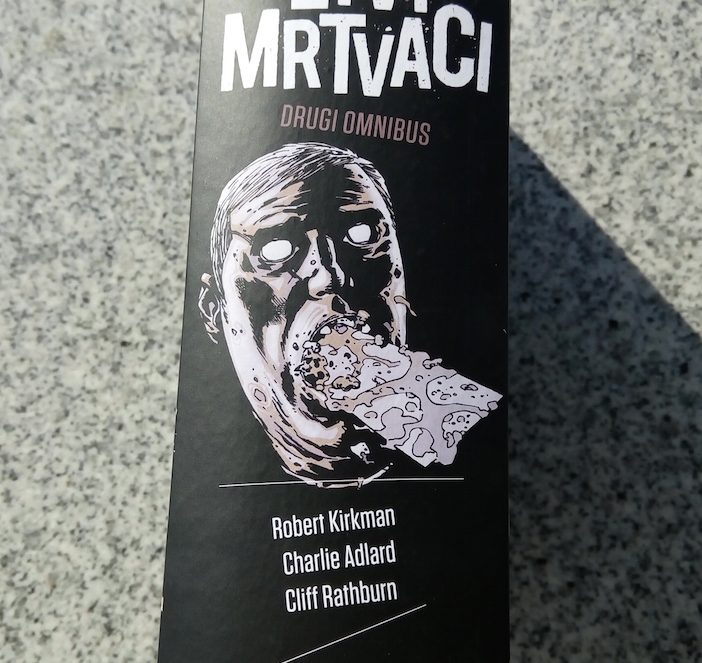 MRTVACI
DRUGI OMNIBUS
Robert Kirkman
Charlie Adlard
Cliff Rathburn